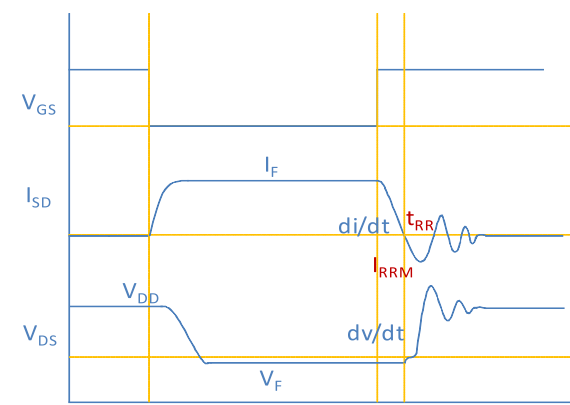 V_GS
I_F
I_SD
t_RR
di/dt
I_RRM
V_DD
V_DS
dv/dt
V_F